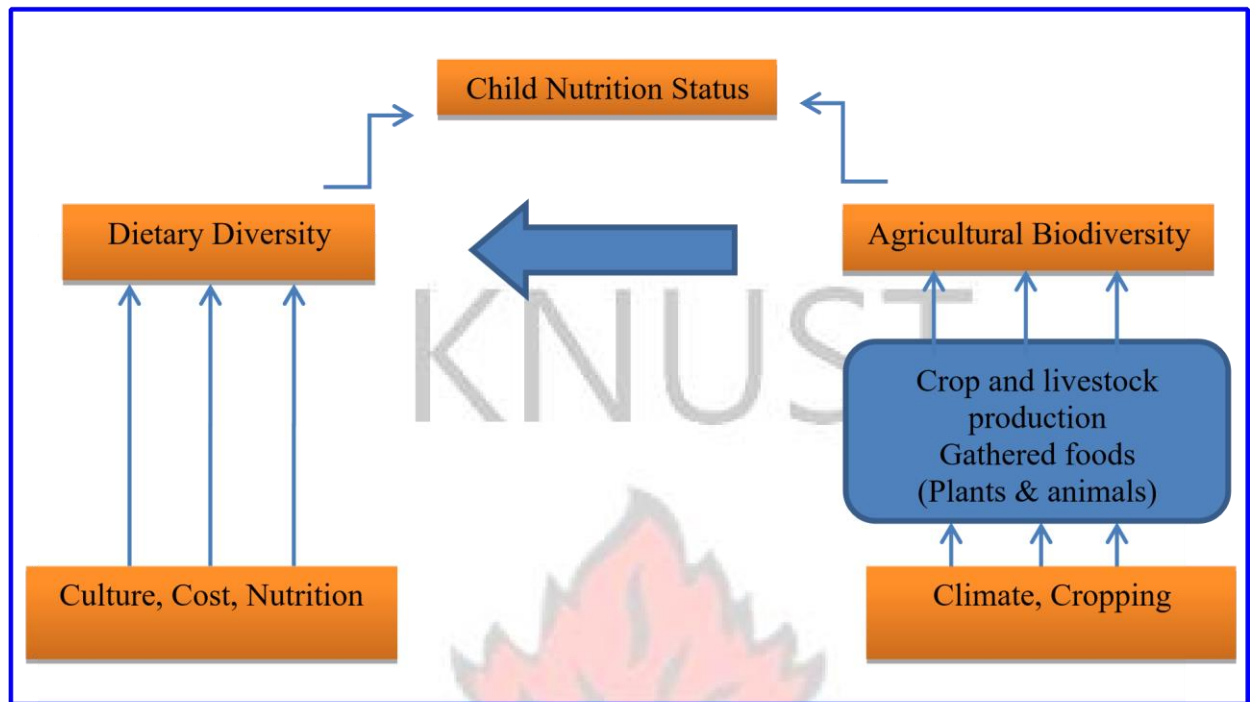 Child Nutrition Status
Dietary Diversity
Agricultural Biodiversity
KNUST
Crop and livestock
production
Gathered foods
(Plants & animals)
Culture, Cost, Nutrition
Climate, Cropping